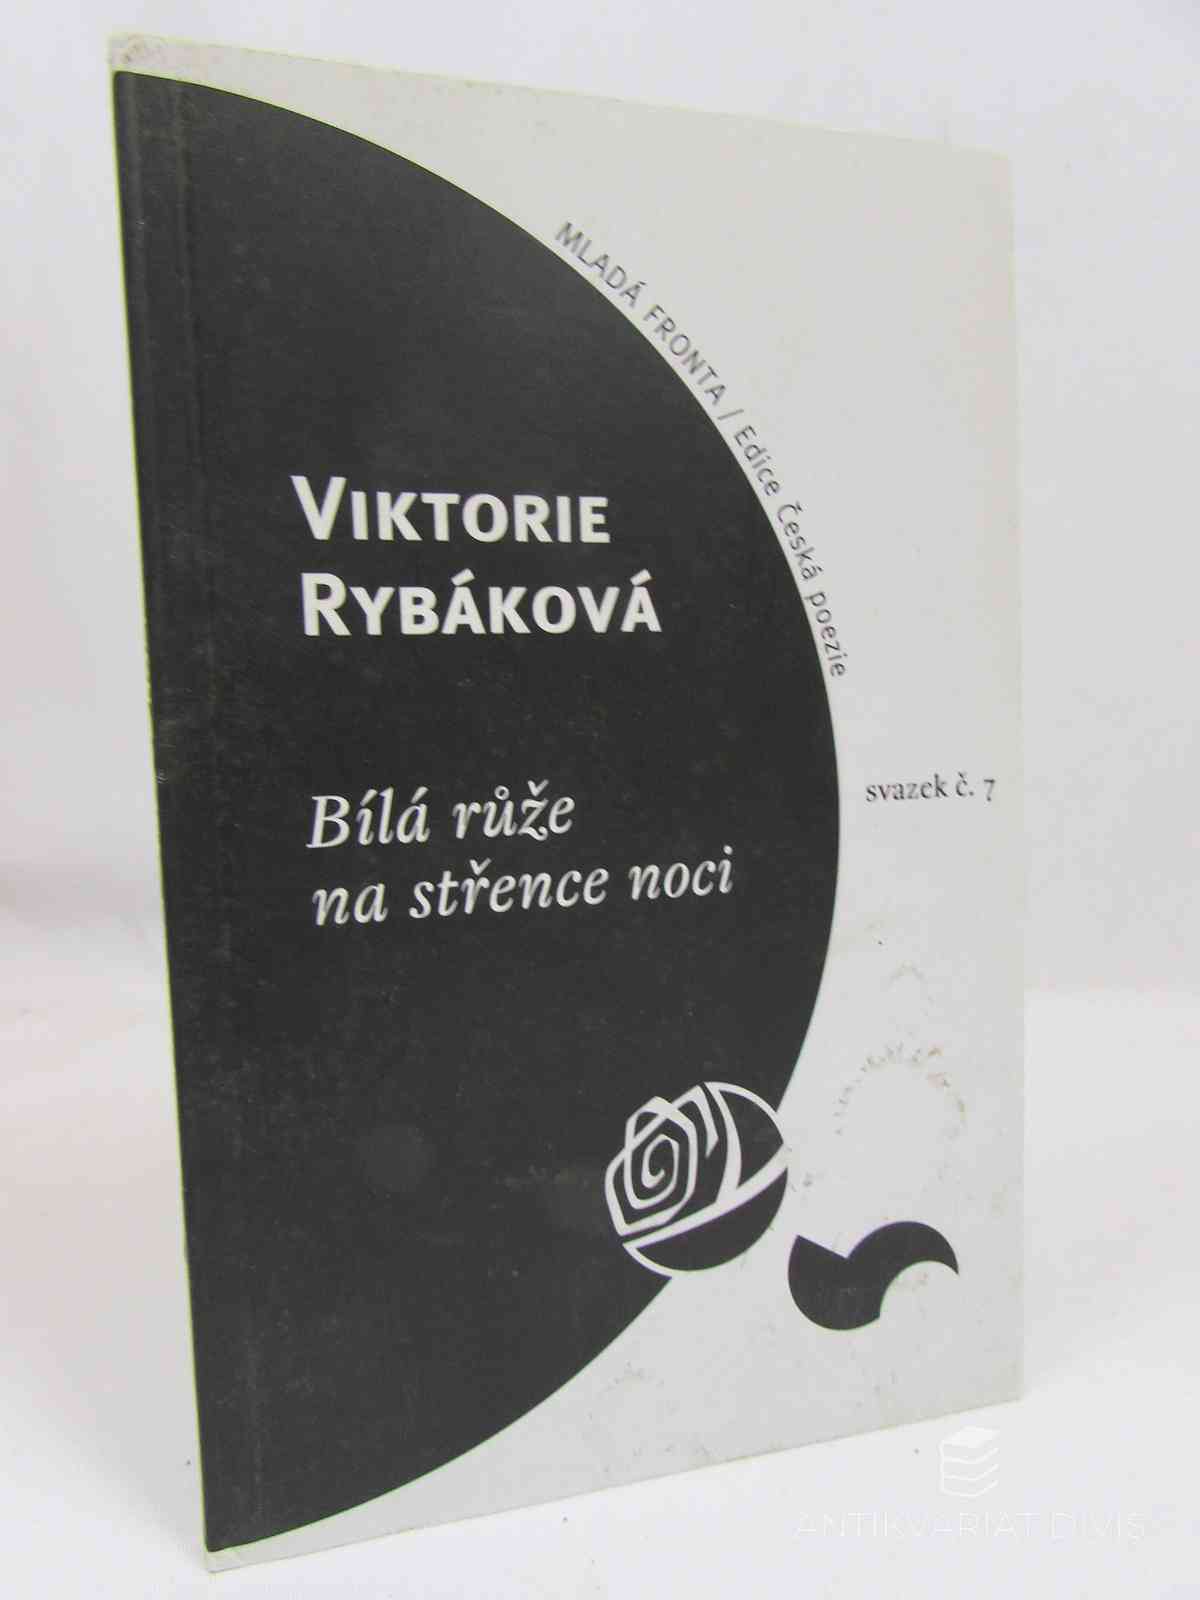 MLADÁ FRONTA / Edice Česká poezie
VIKTORIE
RYBÁKOVÁ
svazek č. 7
Bílá růže
na střence noci
ANTIKVARIÁT DIVIŠ